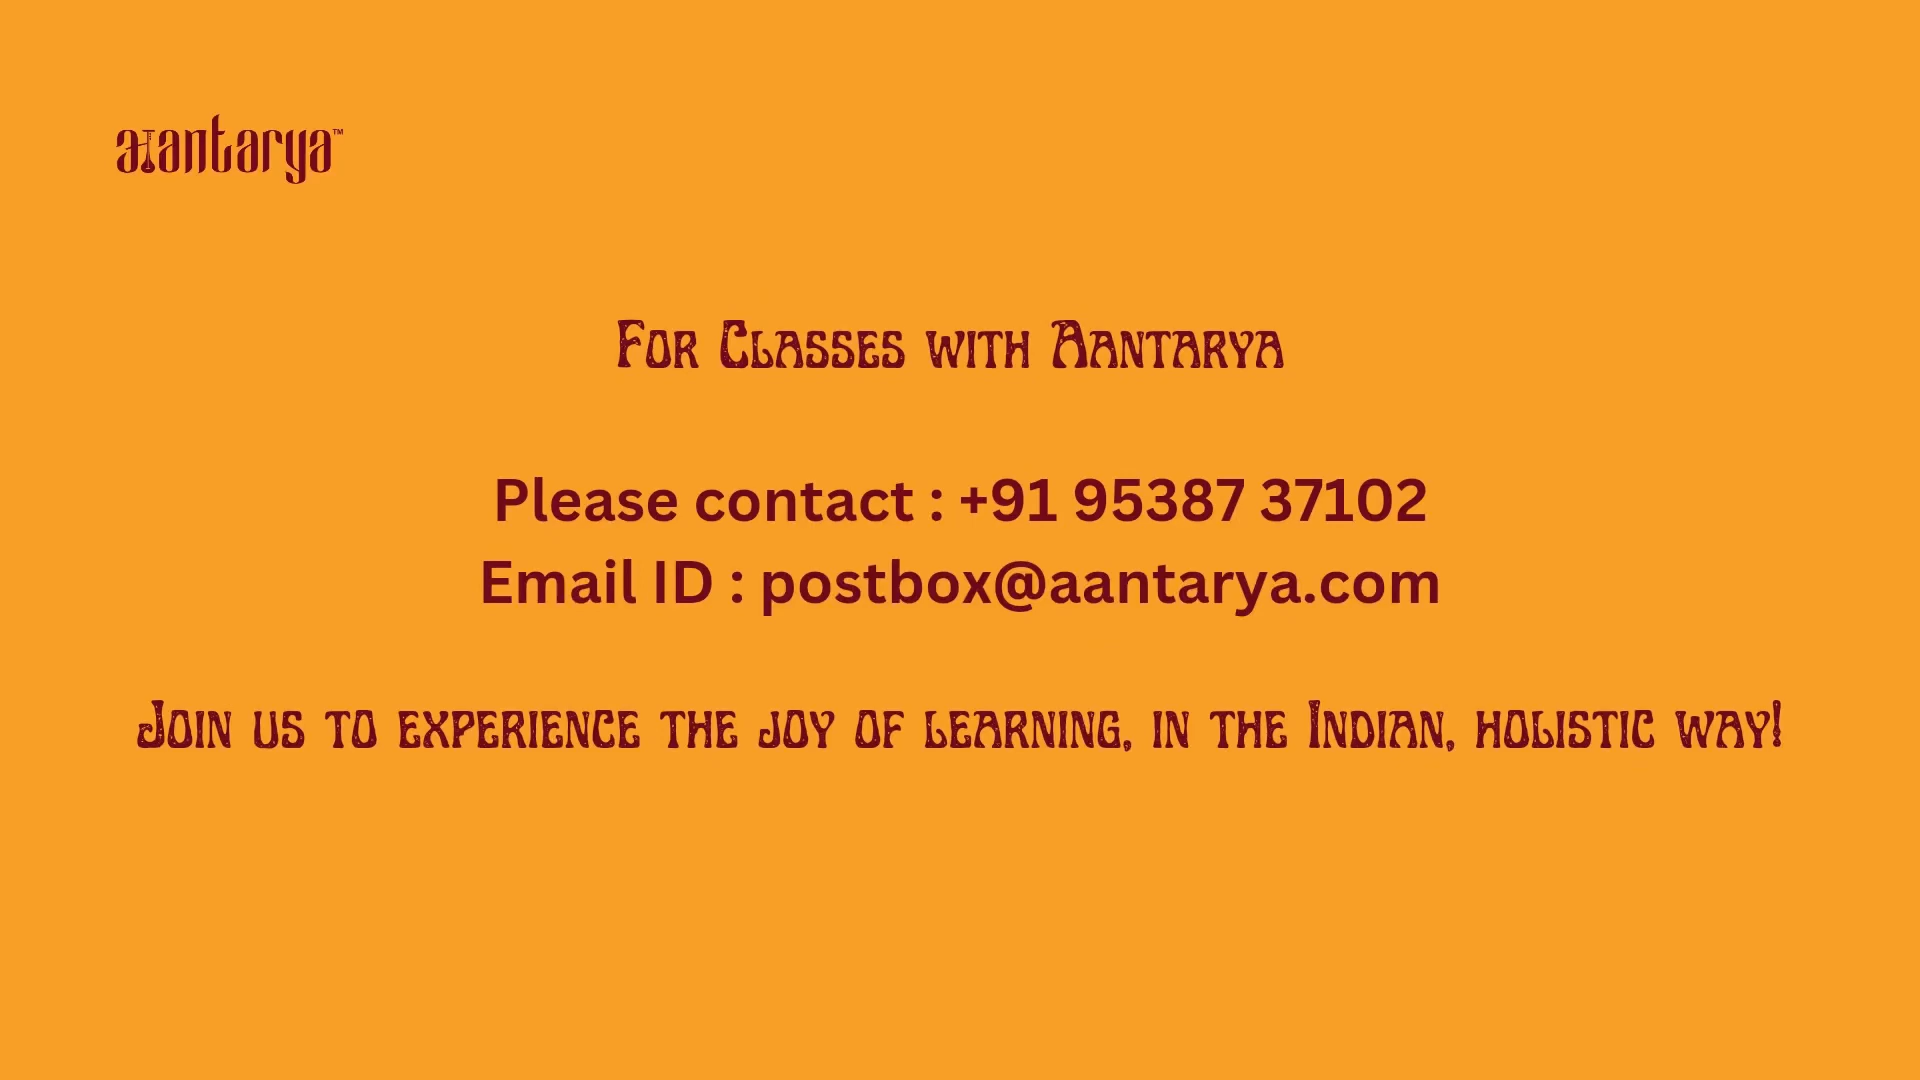 aantarya™
For Classes with Aantarya
Please contact : +91 95387 37102
Email ID : postbox@aantarya.com
Join us to experience the joy of learning, in the Indian, holistic way!